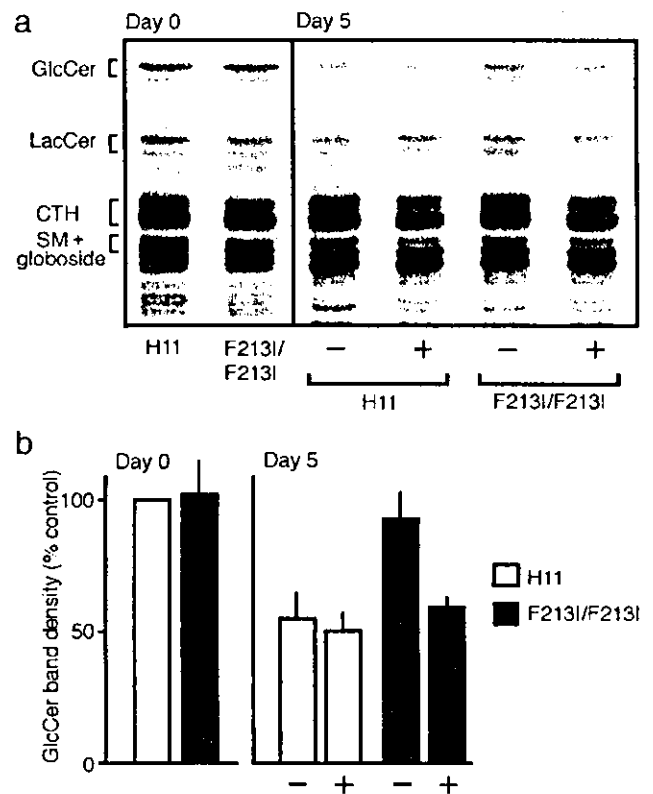 a
Day 0
Day 5
GlcCer
LacCer
CTH
SM +
globoside
H11
F213I/
F213I
−
+
−
+
H11
F213I/F213I
b
GlcCer band density (% control)
Day 0
Day 5
100
50
0
H11
F213I/F213I
−
+
−
+